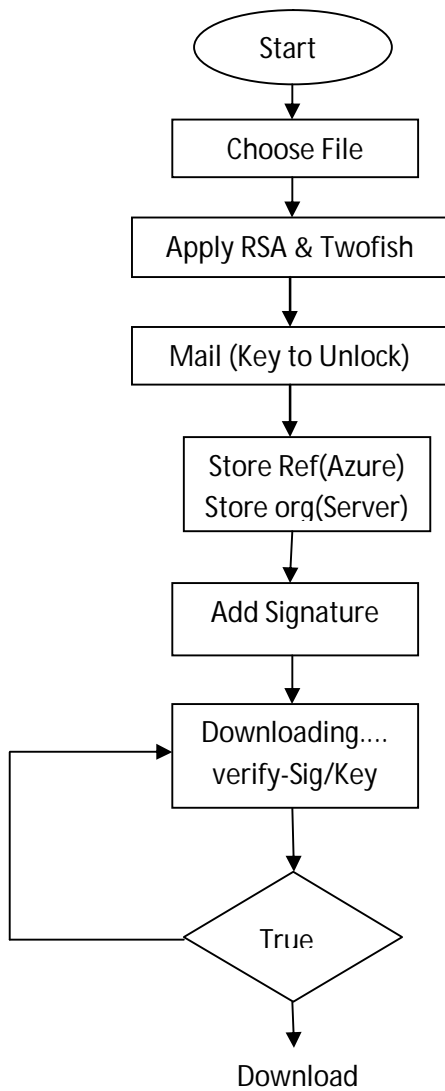 Start
Choose File
Apply RSA & Twofish
Mail (Key to Unlock)
Store Ref(Azure)
Store org(Server)
Add Signature
Downloading....
verify-Sig/Key
True
Download